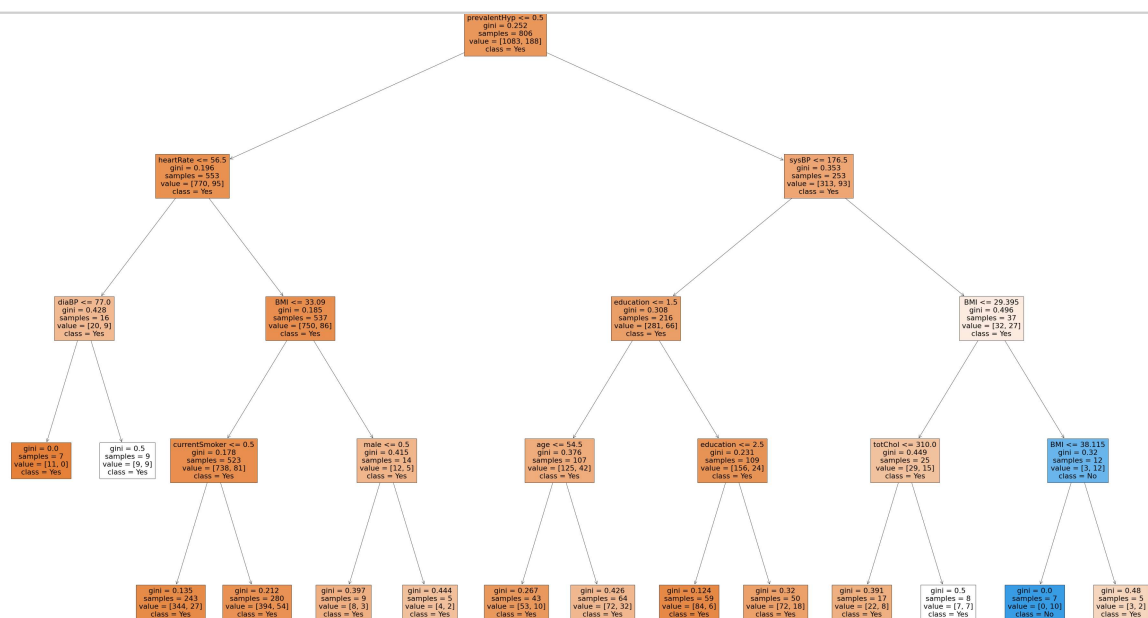 prevalentHyp <= 0.5
gini = 0.252
samples = 806
value = [1083, 188]
class = Yes
heartRate <= 56.5
gini = 0.196
samples = 553
value = [770, 95]
class = Yes
sysBP <= 176.5
gini = 0.353
samples = 253
value = [313, 93]
class = Yes
diaBP <= 77.0
gini = 0.428
samples = 16
value = [20, 9]
class = Yes
BMI <= 33.09
gini = 0.185
samples = 537
value = [750, 86]
class = Yes
education <= 1.5
gini = 0.308
samples = 216
value = [281, 66]
class = Yes
BMI <= 29.395
gini = 0.496
samples = 37
value = [32, 27]
class = Yes
gini = 0.0
samples = 7
value = [11, 0]
class = Yes
gini = 0.5
samples = 9
value = [9, 9]
class = Yes
currentSmoker <= 0.5
gini = 0.178
samples = 523
value = [738, 81]
class = Yes
male <= 0.5
gini = 0.415
samples = 14
value = [12, 5]
class = Yes
age <= 54.5
gini = 0.376
samples = 107
value = [125, 42]
class = Yes
education <= 2.5
gini = 0.231
samples = 109
value = [156, 24]
class = Yes
totChol <= 310.0
gini = 0.449
samples = 25
value = [29, 15]
class = Yes
BMI <= 38.115
gini = 0.32
samples = 12
value = [3, 12]
class = No
gini = 0.135
samples = 243
value = [344, 27]
class = Yes
gini = 0.212
samples = 280
value = [394, 54]
class = Yes
gini = 0.397
samples = 9
value = [8, 3]
class = Yes
gini = 0.444
samples = 5
value = [4, 2]
class = Yes
gini = 0.267
samples = 43
value = [53, 10]
class = Yes
gini = 0.426
samples = 64
value = [72, 32]
class = Yes
gini = 0.124
samples = 59
value = [84, 6]
class = Yes
gini = 0.32
samples = 50
value = [72, 18]
class = Yes
gini = 0.391
samples = 17
value = [22, 8]
class = Yes
gini = 0.5
samples = 8
value = [7, 7]
class = Yes
gini = 0.0
samples = 7
value = [0, 10]
class = No
gini = 0.48
samples = 5
value = [3, 2]
class = Yes